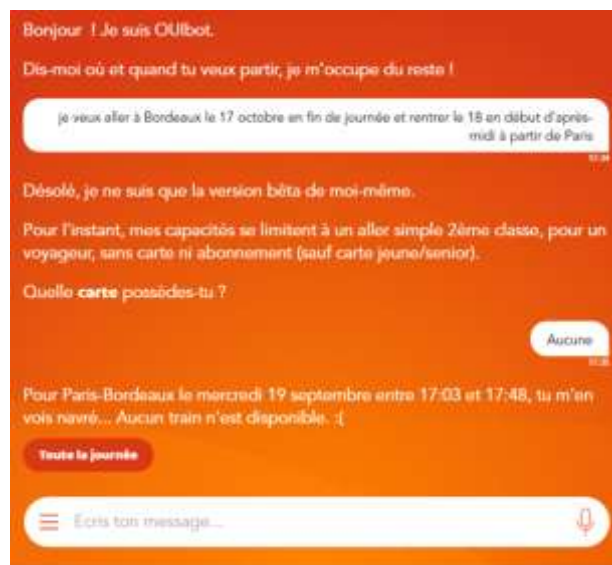 Bonjour ! Je suis OUIbot.
Dis-moi où et quand tu veux partir, je m'occupe du reste !
je veux aller à Bordeaux le 17 octobre en fin de journée et rentrer le 18 en début d'après-
midi à partir de Paris
Désolé, je ne suis que la version bêta de moi-même.
Pour l'instant, mes capacités se limitent à un aller simple 2ème classe, pour un
voyageur, sans carte ni abonnement (sauf carte jeune/senior).
Quelle carte possèdes-tu ?
Aucune
Pour Paris-Bordeaux le mercredi 19 septembre entre 17:03 et 17:48, tu m'en
vois navré... Aucun train n'est disponible. :(
Toute la journée
Ecris ton message...